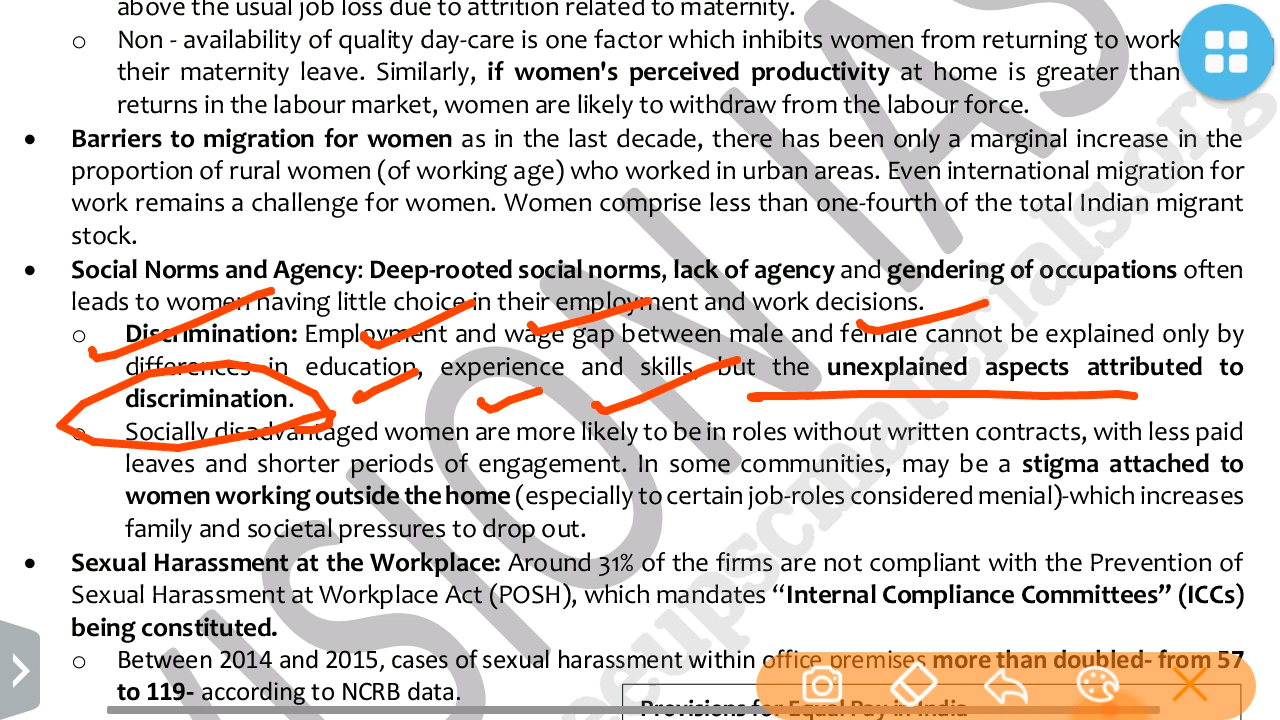 above the usual job loss due to attrition related to maternity.
o Non - availability of quality day-care is one factor which inhibits women from returning to work
their maternity leave. Similarly, if women's perceived productivity at home is greater than
returns in the labour market, women are likely to withdraw from the labour force.
• Barriers to migration for women as in the last decade, there has been only a marginal increase in the
proportion of rural women (of working age) who worked in urban areas. Even international migration for
work remains a challenge for women. Women comprise less than one-fourth of the total Indian migrant
stock.
• Social Norms and Agency: Deep-rooted social norms, lack of agency and gendering of occupations often
leads to women having little choice in their employment and work decisions.
o Discrimination: Employment and wage gap between male and female cannot be explained only by
differences in education, experience and skills, but the unexplained aspects attributed to
discrimination.
o Socially disadvantaged women are more likely to be in roles without written contracts, with less paid
leaves and shorter periods of engagement. In some communities, may be a stigma attached to
women working outside the home (especially to certain job-roles considered menial)-which increases
family and societal pressures to drop out.
• Sexual Harassment at the Workplace: Around 31% of the firms are not compliant with the Prevention of
Sexual Harassment at Workplace Act (POSH), which mandates “Internal Compliance Committees” (ICCs)
being constituted.
o Between 2014 and 2015, cases of sexual harassment within office premises more than doubled- from 57
to 119- according to NCRB data.
Provisions for Equal Pay in India
VISION IAS